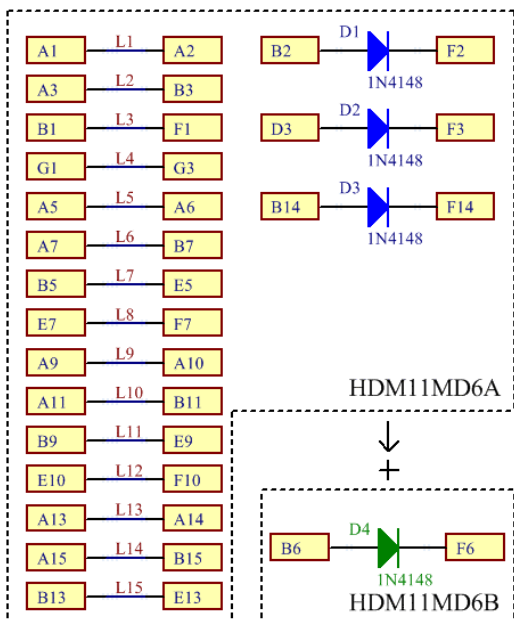 A1 L1 A2
A3 L2 B3
B1 L3 F1
G1 L4 G3
A5 L5 A6
A7 L6 B7
B5 L7 E5
E7 L8 F7
A9 L9 A10
A11 L10 B11
B9 L11 E9
E10 L12 F10
A13 L13 A14
A15 L14 B15
B13 L15 E13
D1
B2 F2
1N4148
D2
D3 F3
1N4148
D3
B14 F14
1N4148
HDM11MD6A
+
D4
B6 F6
1N4148
HDM11MD6B